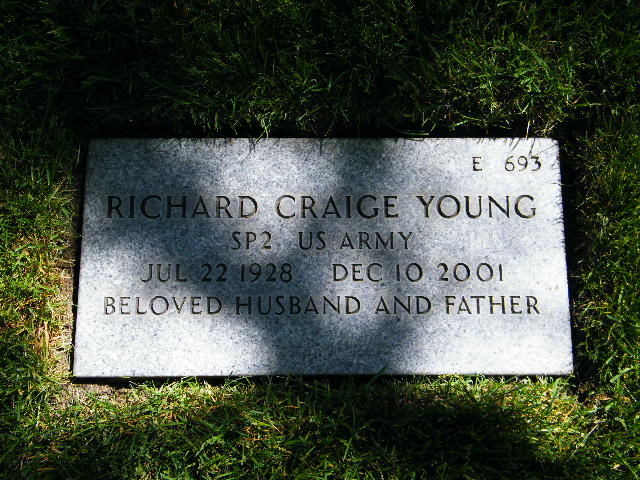 E 693
RICHARD CRAIGE YOUNG
SP2 US ARMY
JUL 22 1928 DEC 10 2001
BELOVED HUSBAND AND FATHER